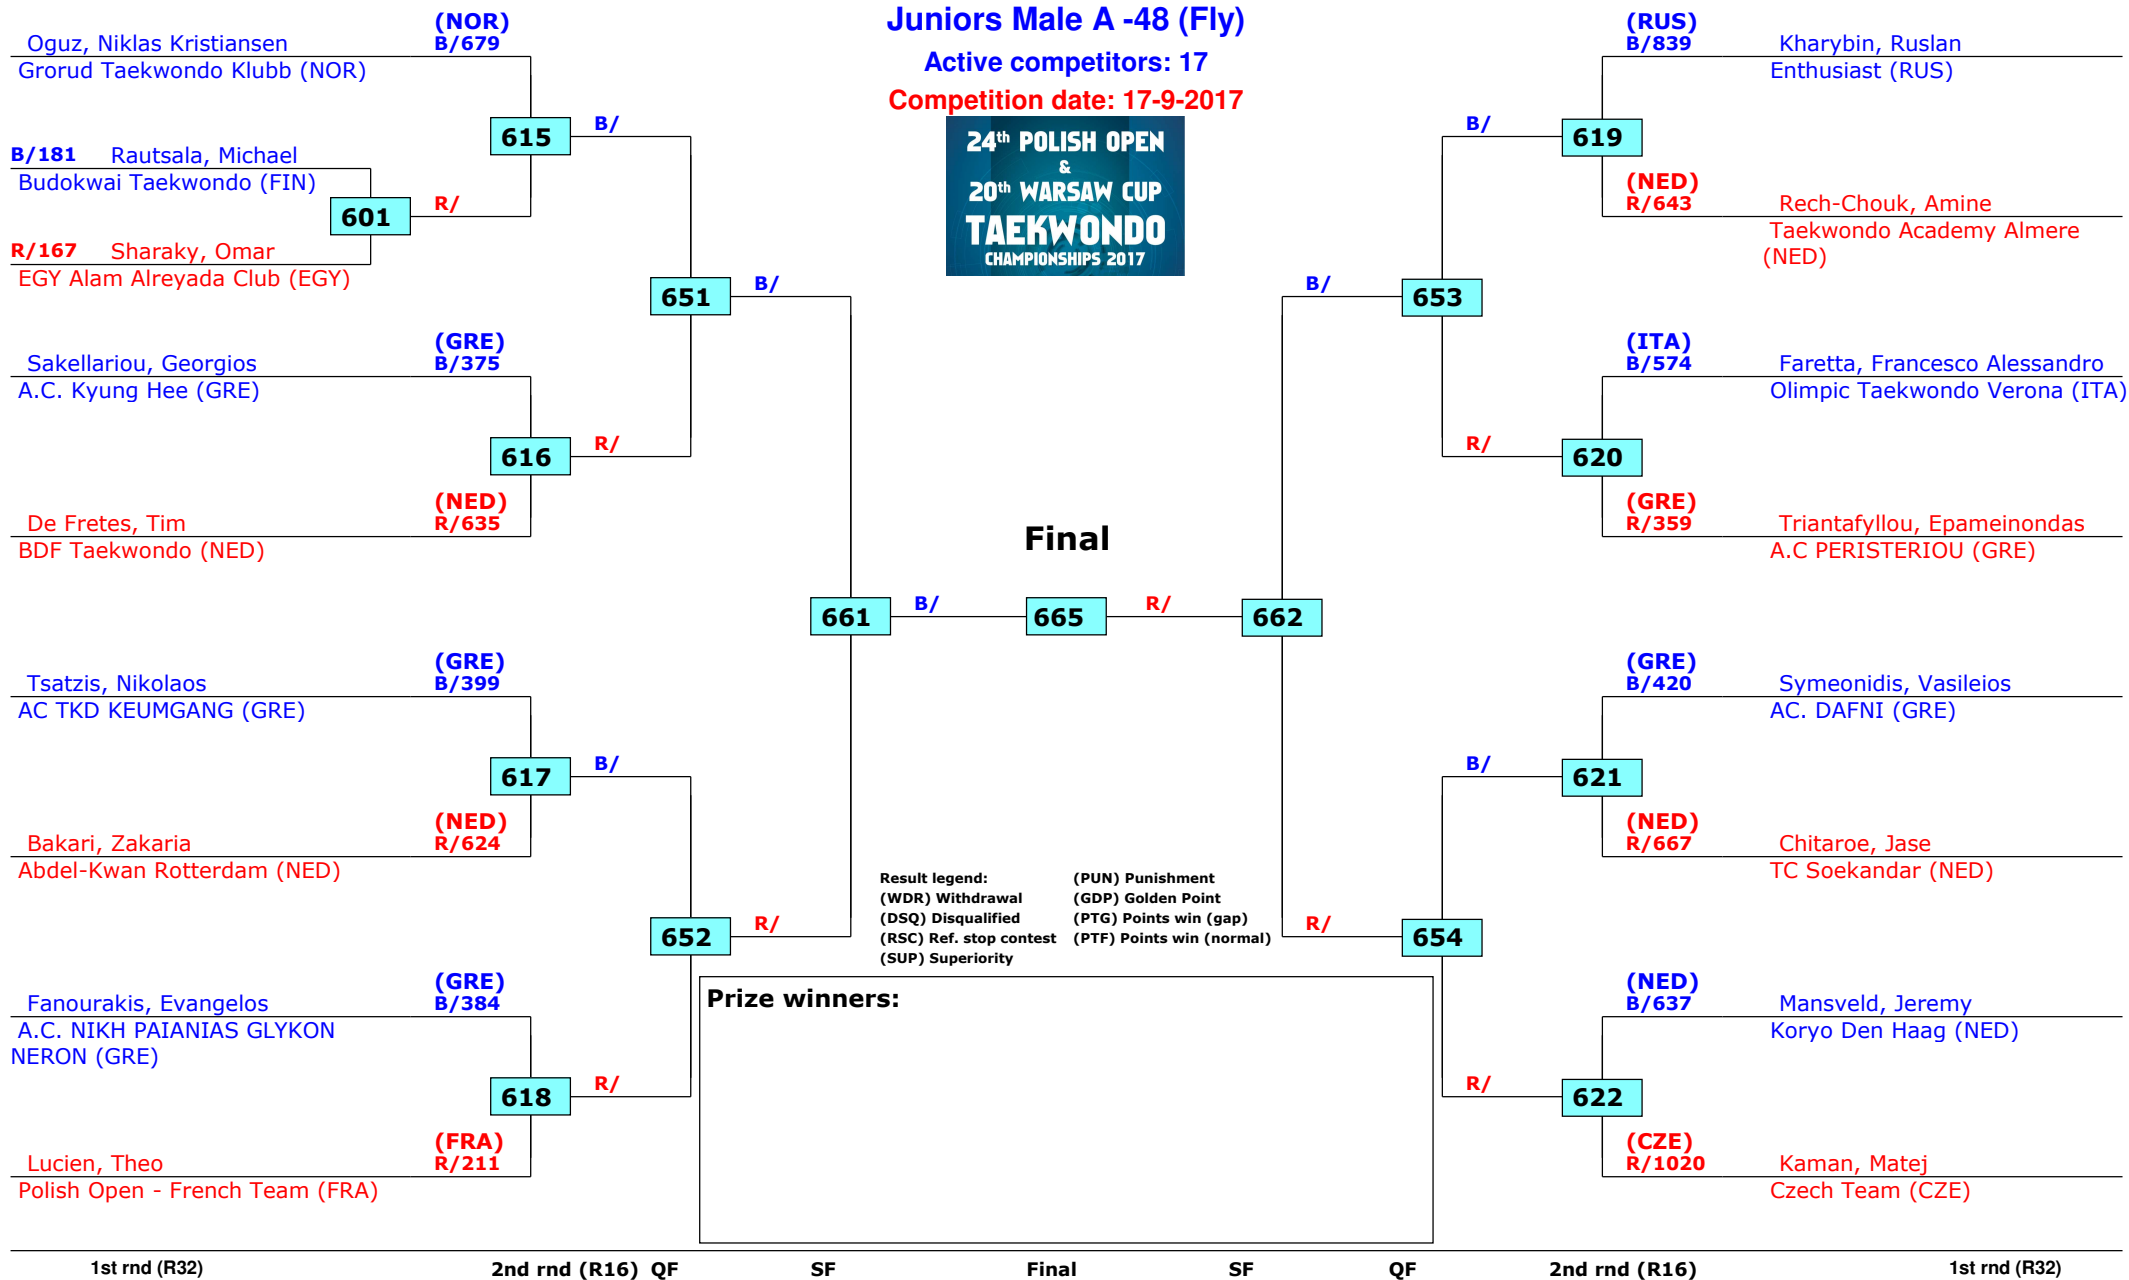 Juniors Male A -48 (Fly)
Active competitors: 17
Competition date: 17-9-2017
24th POLISH OPEN
&
20th WARSAW CUP
TAEKWONDO
CHAMPIONSHIPS 2017
(NOR)
Oguz, Niklas Kristiansen B/679
Grorud Taekwondo Klubb (NOR)
615 B/
B/181 Rautsala, Michael
Budokwai Taekwondo (FIN)
601 R/
R/167 Sharaky, Omar
EGY Alam Alreyada Club (EGY)
651 B/
(GRE)
Sakellariou, Georgios B/375
A.C. Kyung Hee (GRE)
616 R/
(NED)
De Fretes, Tim R/635
BDF Taekwondo (NED)
661 B/
(GRE)
Tsatzis, Nikolaos B/399
AC TKD KEUMGANG (GRE)
617 B/
(NED)
Bakari, Zakaria R/624
Abdel-Kwan Rotterdam (NED)
652 R/
(GRE)
Fanourakis, Evangelos B/384
A.C. NIKH PAIANIAS GLYKON
NERON (GRE)
618 R/
(FRA)
Lucien, Theo R/211
Polish Open - French Team (FRA)
Final
665
(RUS)
B/839 Kharybin, Ruslan
Enthusiast (RUS)
B/ 619
(NED)
R/643 Rech-Chouk, Amine
Taekwondo Academy Almere
(NED)
B/ 653
(ITA)
B/574 Faretta, Francesco Alessandro
Olimpic Taekwondo Verona (ITA)
R/ 620
(GRE)
R/359 Triantafyllou, Epameinondas
A.C PERISTERIOU (GRE)
R/ 662
(GRE)
B/420 Symeonidis, Vasileios
AC. DAFNI (GRE)
B/ 621
(NED)
R/667 Chitaroe, Jase
TC Soekandar (NED)
R/ 654
(NED)
B/637 Mansveld, Jeremy
Koryo Den Haag (NED)
R/ 622
(CZE)
R/1020 Kaman, Matej
Czech Team (CZE)
Result legend: (PUN) Punishment
(WDR) Withdrawal (GDP) Golden Point
(DSQ) Disqualified (PTG) Points win (gap)
(RSC) Ref. stop contest (PTF) Points win (normal)
(SUP) Superiority
Prize winners:
1st rnd (R32) 2nd rnd (R16) QF SF Final SF QF 2nd rnd (R16) 1st rnd (R32)